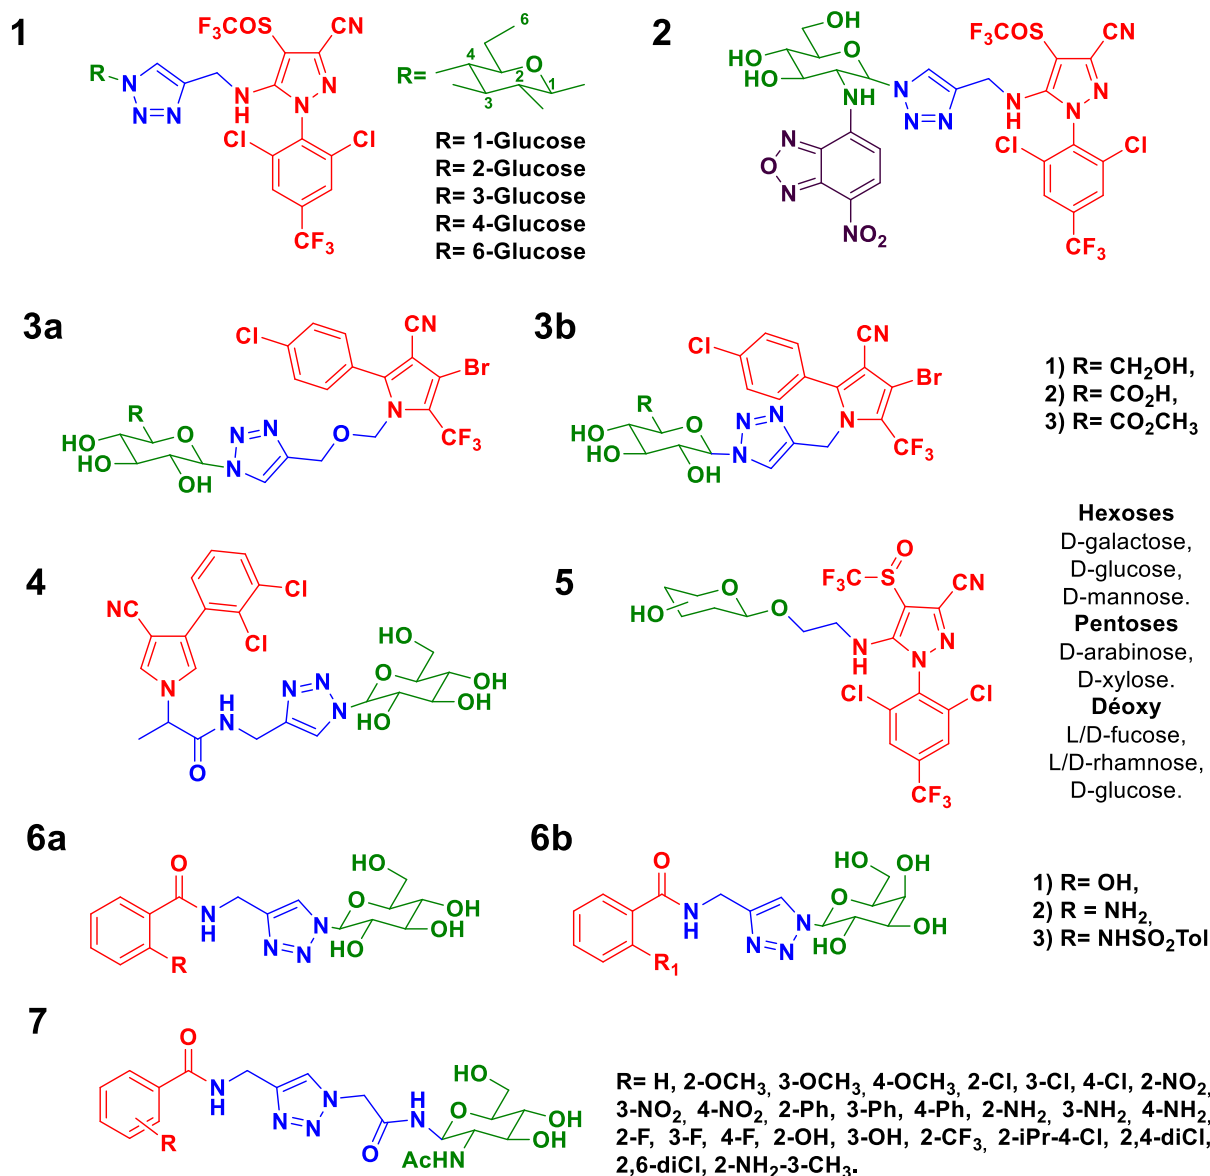 1
F₃COS
CN
R
N
N
N
N
H
N
N
Cl
Cl
CF₃
R=
6
4
O
2
1
3
R= 1-Glucose
R= 2-Glucose
R= 3-Glucose
R= 4-Glucose
R= 6-Glucose
2
OH
HO
HO
O
NH
N
N
N
N
H
F₃COS
CN
N
N
Cl
Cl
CF₃
N
O
N
NO₂
3a
Cl
CN
Br
N
CF₃
R
HO
HO
O
OH
N
N
N
O
3b
Cl
CN
Br
N
CF₃
R
HO
HO
O
OH
N
N
N
1) R= CH₂OH,
2) R= CO₂H,
3) R= CO₂CH₃
4
Cl
Cl
NC
N
H
N
O
N
N
N
HO
O
OH
OH
HO
5
HO
O
O
N
H
O
F₃C
S
CN
N
N
Cl
Cl
CF₃
Hexoses
D-galactose,
D-glucose,
D-mannose.
Pentoses
D-arabinose,
D-xylose.
Déoxy
L/D-fucose,
L/D-rhamnose,
D-glucose.
6a
O
N
H
R
N
N
N
HO
O
OH
OH
HO
6b
O
N
H
R₁
N
N
N
HO
OH
O
OH
HO
1) R= OH,
2) R = NH₂,
3) R= NHSO₂Tol
7
O
N
H
R
N
N
N
O
H
N
HO
O
OH
OH
AcHN
R= H, 2-OCH₃, 3-OCH₃, 4-OCH₃, 2-Cl, 3-Cl, 4-Cl, 2-NO₂,
3-NO₂, 4-NO₂, 2-Ph, 3-Ph, 4-Ph, 2-NH₂, 3-NH₂, 4-NH₂,
2-F, 3-F, 4-F, 2-OH, 3-OH, 2-CF₃, 2-iPr-4-Cl, 2,4-diCl,
2,6-diCl, 2-NH₂-3-CH₃.